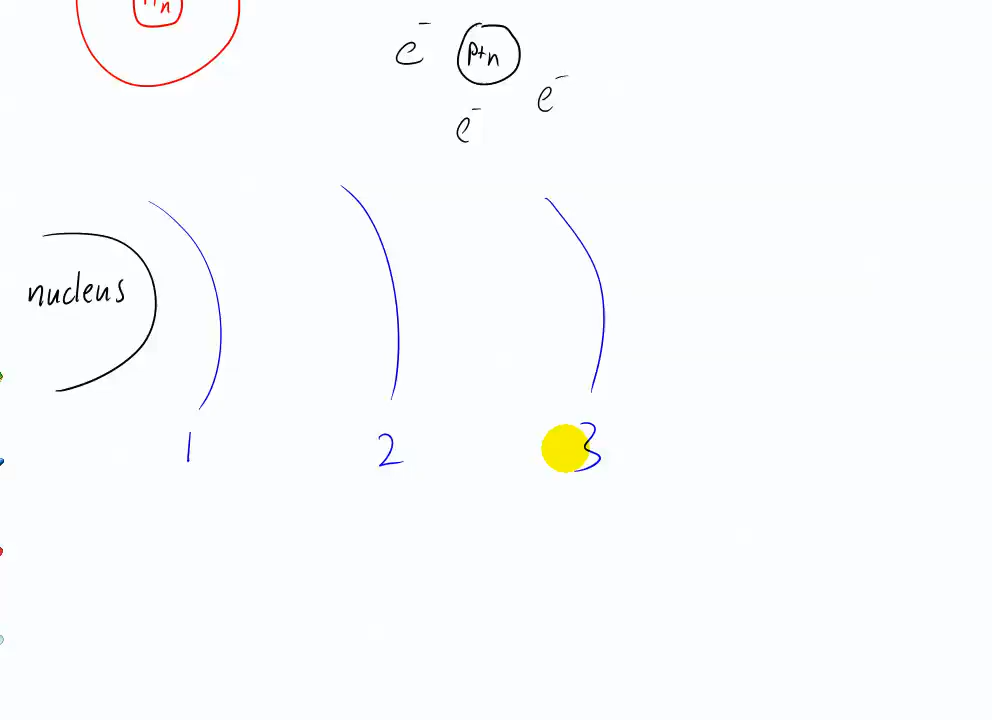 n
e⁻ p+n
e⁻
e⁻
nucleus
1 2 3